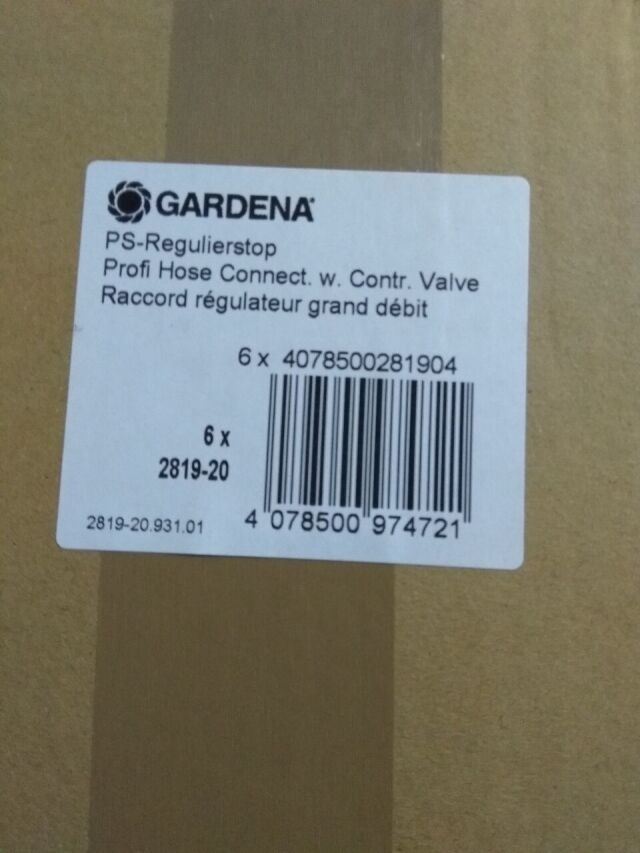 GARDENA
PS-Regulierstop
Profi Hose Connect. w. Contr. Valve
Raccord régulateur grand débit
6 x 4078500281904
6 x
2819-20
2819-20.931.01
4 078500 974721